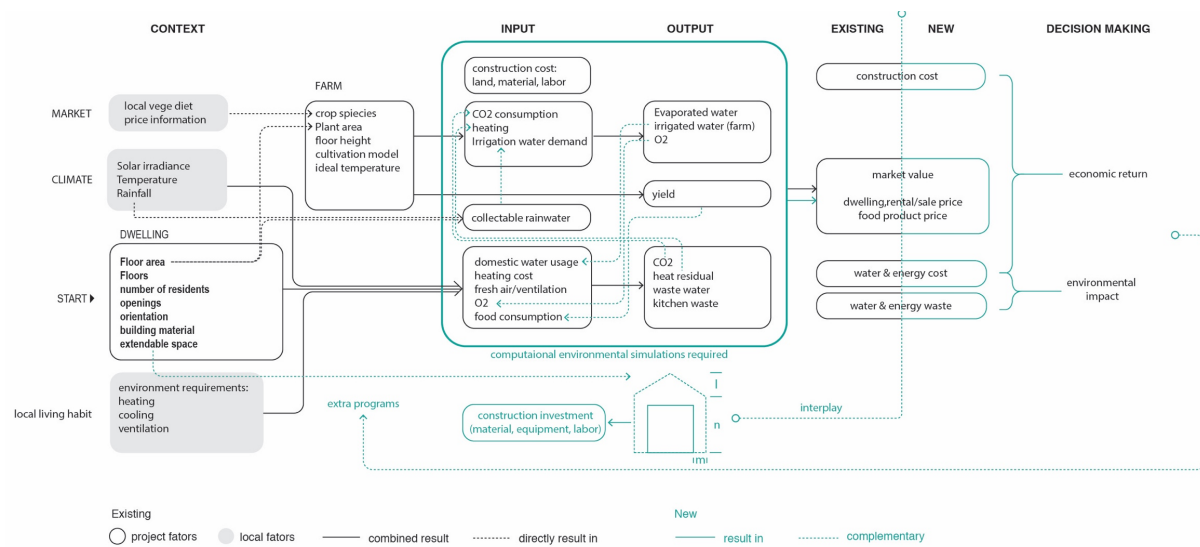 CONTEXT
INPUT
OUTPUT
EXISTING
NEW
DECISION MAKING
MARKET
local vege diet
price information
CLIMATE
Solar irradiance
Temperature
Rainfall
FARM
crop spiecies
Plant area
floor height
cultivation model
ideal temperature
DWELLING
START
Floor area
Floors
number of residents
openings
orientation
building material
extendable space
local living habit
environment requirements:
heating
cooling
ventilation
construction cost:
land, material, labor
CO2 consumption
heating
Irrigation water demand
collectable rainwater
domestic water usage
heating cost
fresh air/ventilation
O2
food consumption
Evaporated water
irrigated water (farm)
O2
yield
CO2
heat residual
waste water
kitchen waste
computaional environmental simulations required
construction cost
market value
dwelling,rental/sale price
food product price
water & energy cost
water & energy waste
economic return
environmental
impact
extra programs
construction investment
(material, equipment, labor)
l
n
m
interplay
Existing
project fators
local fators
combined result
directly result in
New
result in
complementary